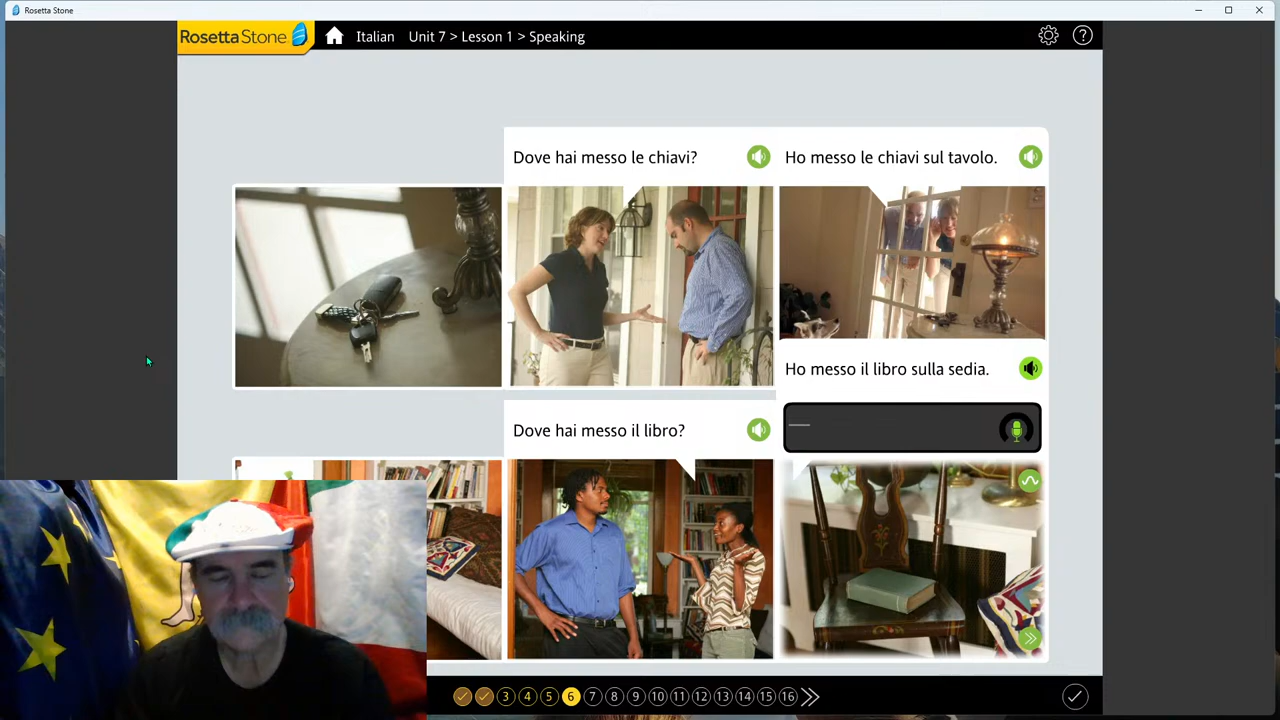 Rosetta Stone
RosettaStone Italian Unit 7 > Lesson 1 > Speaking ?
Dove hai messo le chiavi?
Ho messo le chiavi sul tavolo.
Ho messo il libro sulla sedia.
Dove hai messo il libro?
3 4 5 6 7 8 9 10 11 12 13 14 15 16